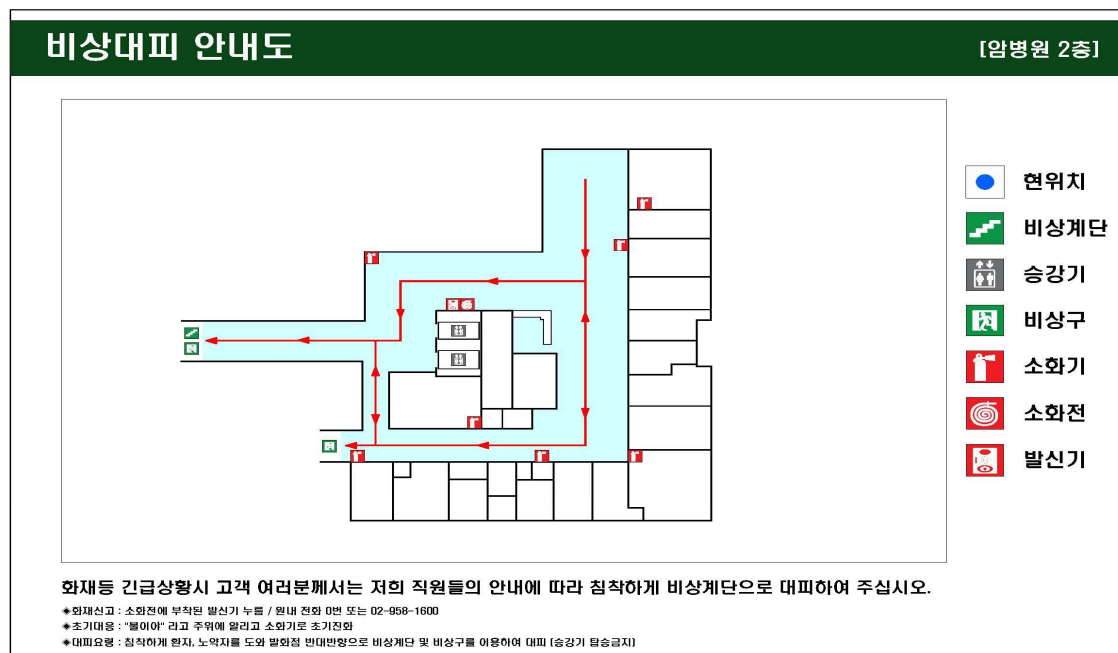 비상대피 안내도
[암병원 2층]
현위치
비상계단
승강기
비상구
소화기
소화전
발신기
화재등 긴급상황시 고객 여러분께서는 저희 직원들의 안내에 따라 침착하게 비상계단으로 대피하여 주십시오.
◈화재신고 : 소화전에 부착된 발신기 누름 / 원내 전화 0번 또는 02-958-1600
◈초기대응 : "불이야" 라고 주위에 알리고 소화기로 초기진화
◈대피요령 : 침착하게 환자, 노약자를 도와 발화점 반대반향으로 비상계단 및 비상구를 이용하여 대피 (승강기 탑승금지)